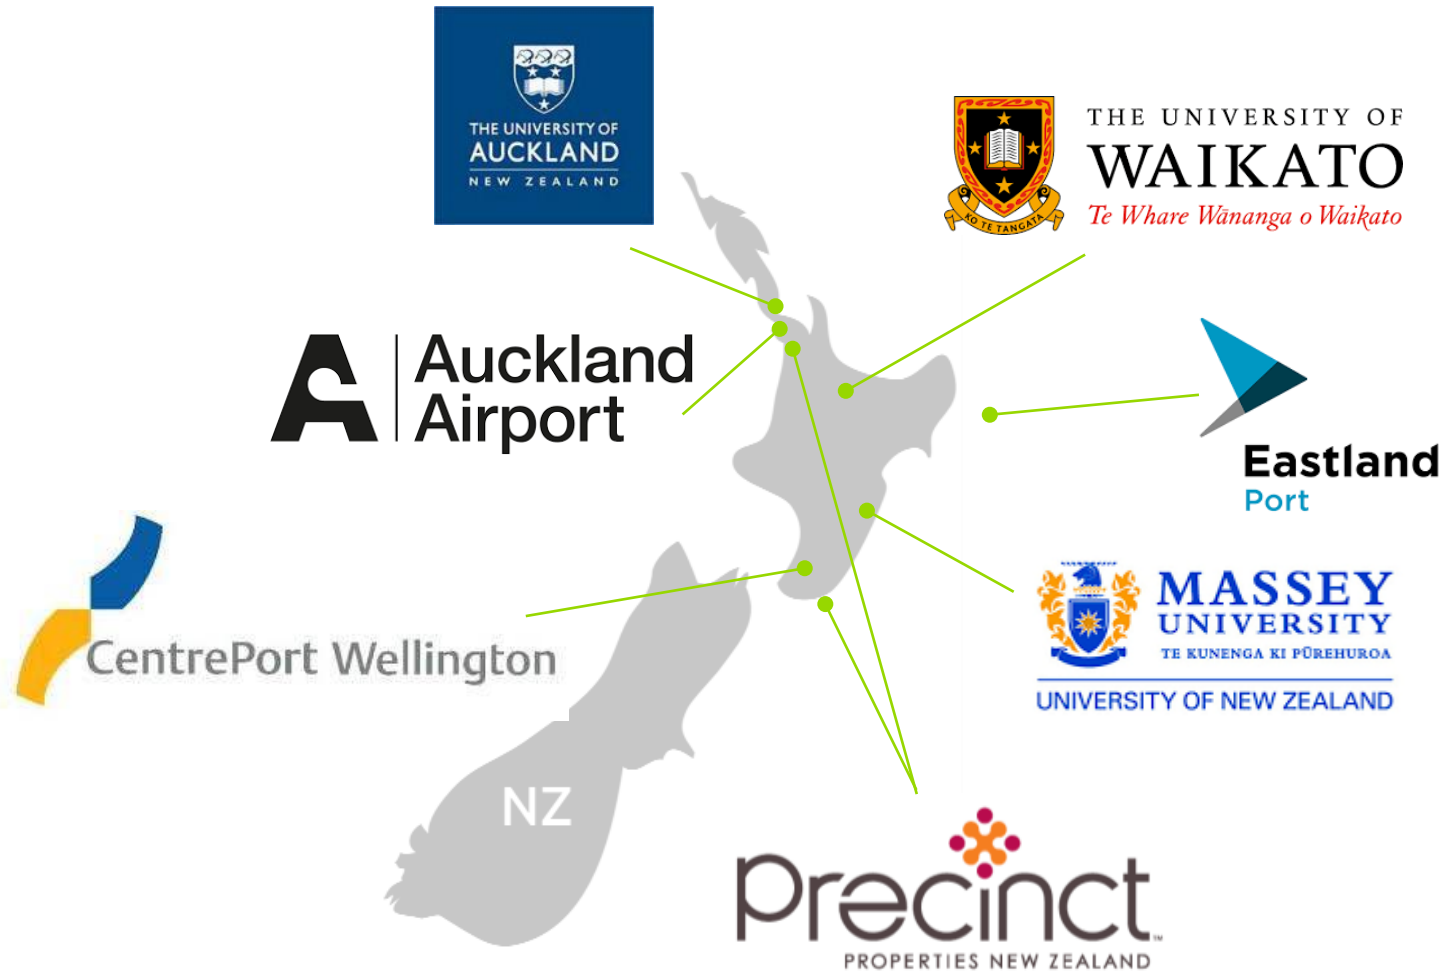 THE UNIVERSITY OF
AUCKLAND
NEW ZEALAND
KO TE TANGATA
THE UNIVERSITY OF
WAIKATO
Te Whare Wānanga o Waikato
Auckland
Airport
Eastland
Port
CentrePort Wellington
MASSEY
UNIVERSITY
TE KUNENGA KI PŪREHUROA
UNIVERSITY OF NEW ZEALAND
NZ
precinct
PROPERTIES NEW ZEALAND